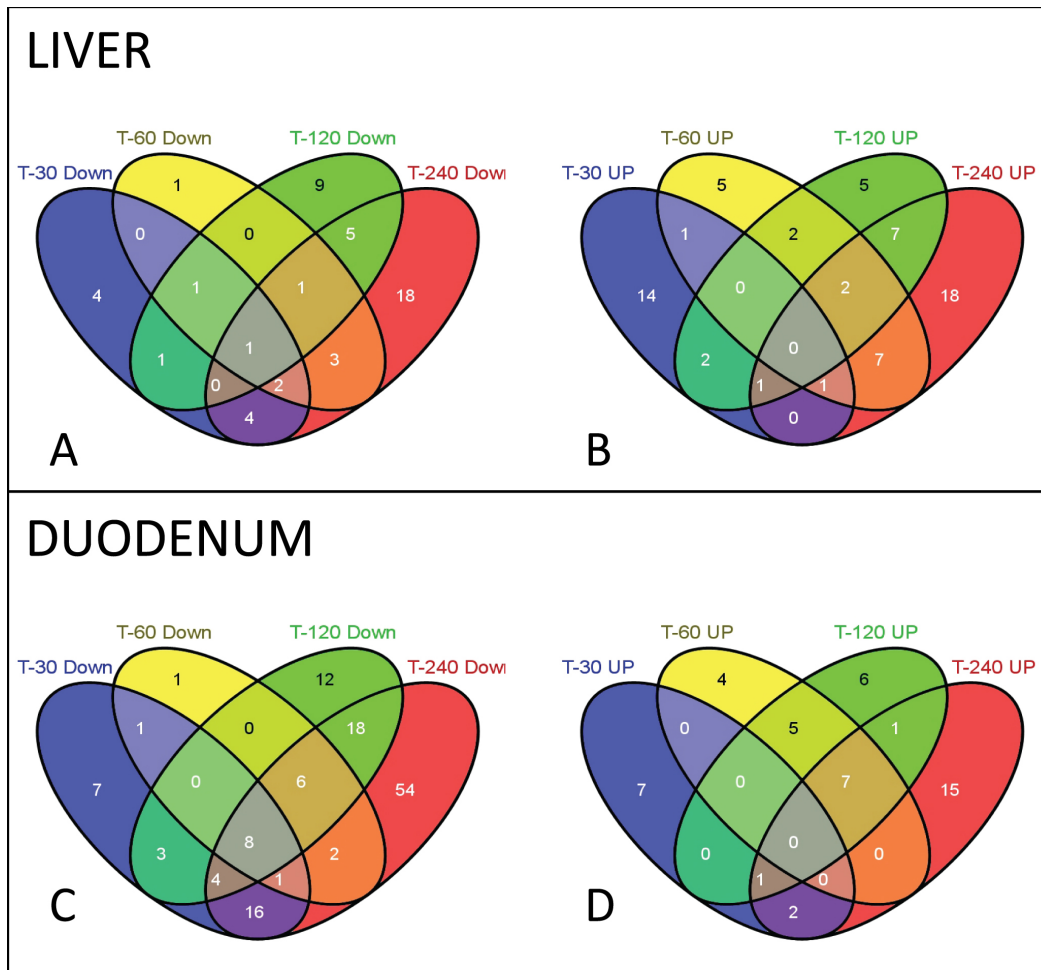 LIVER
T-60 Down T-120 Down
T-30 Down T-240 Down
1 9
0 0 5
4 1 1 18
1 1 3
0 2
4
A
T-60 UP T-120 UP
T-30 UP T-240 UP
5 5
1 2 7
14 0 2 18
2 0 7
1 1
0
B
DUODENUM
T-60 Down T-120 Down
T-30 Down T-240 Down
1 12
1 0 18
7 0 6 54
3 8 2
4 1
16
C
T-60 UP T-120 UP
T-30 UP T-240 UP
4 6
0 5 1
7 0 7 15
0 0 0
1 0
2
D